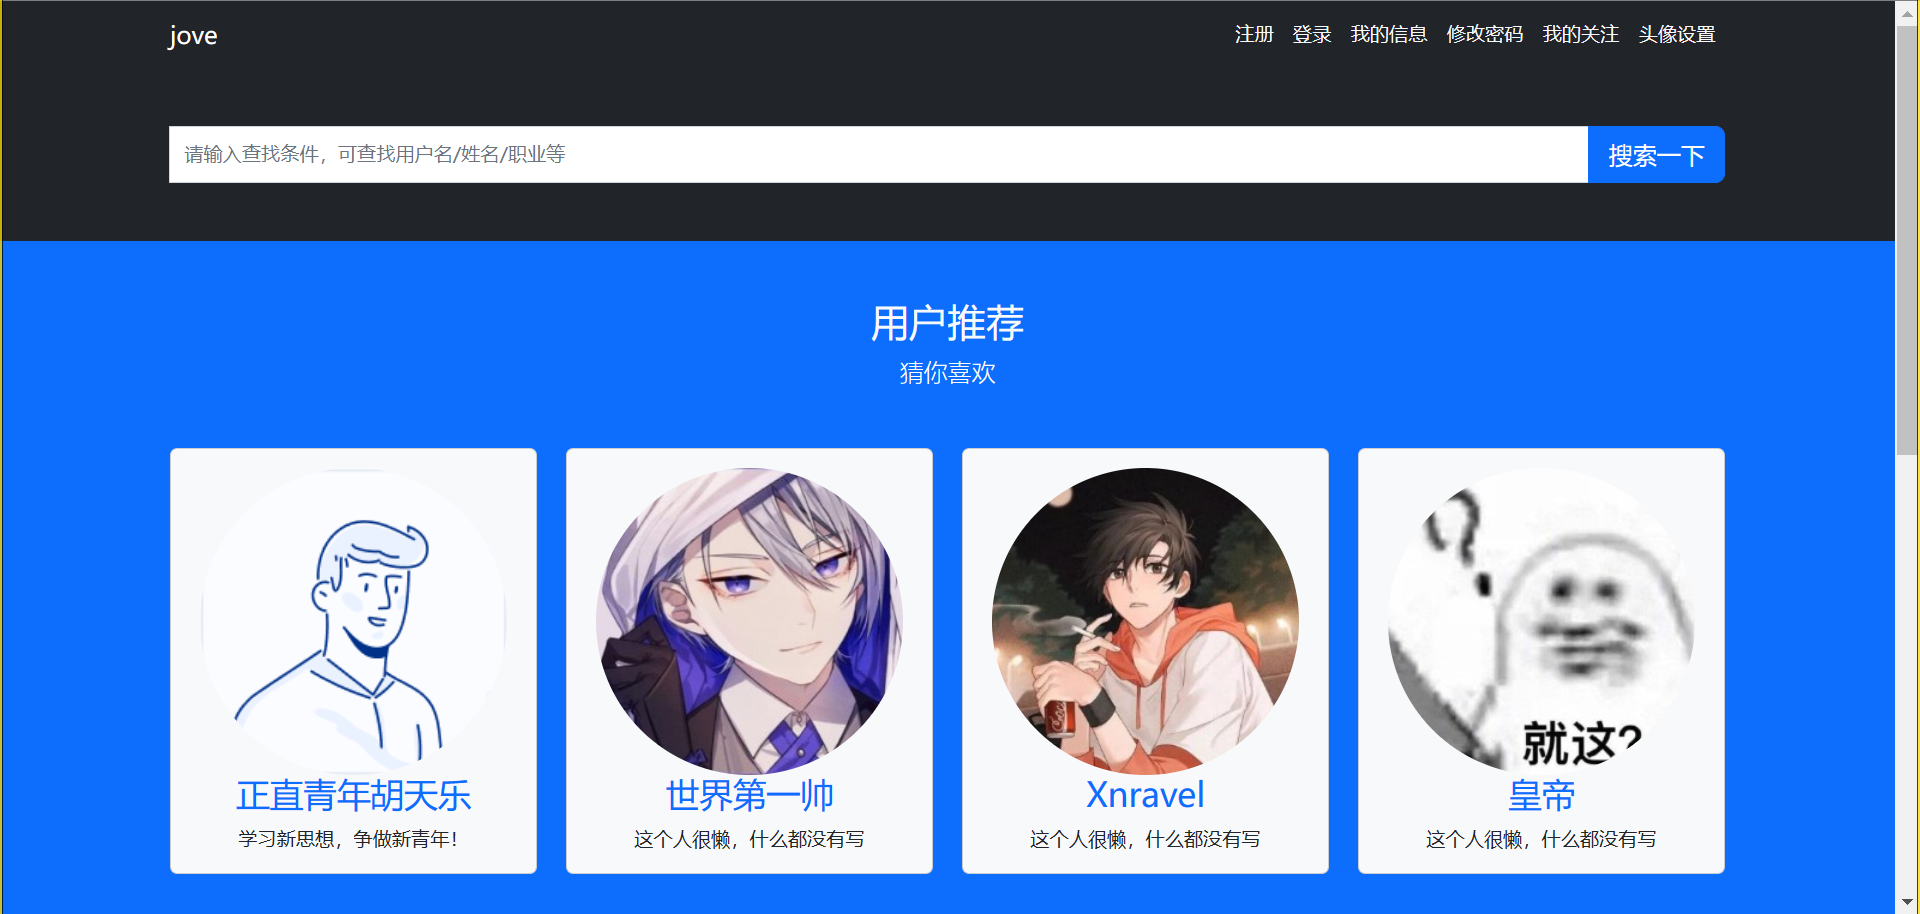 jove
注册 登录 我的信息 修改密码 我的关注 头像设置
请输入查找条件，可查找用户名/姓名/职业等
搜索一下
用户推荐
猜你喜欢
就这?
正直青年胡天乐
世界第一帅
Xnravel
皇帝
学习新思想，争做新青年！
这个人很懒，什么都没有写
这个人很懒，什么都没有写
这个人很懒，什么都没有写